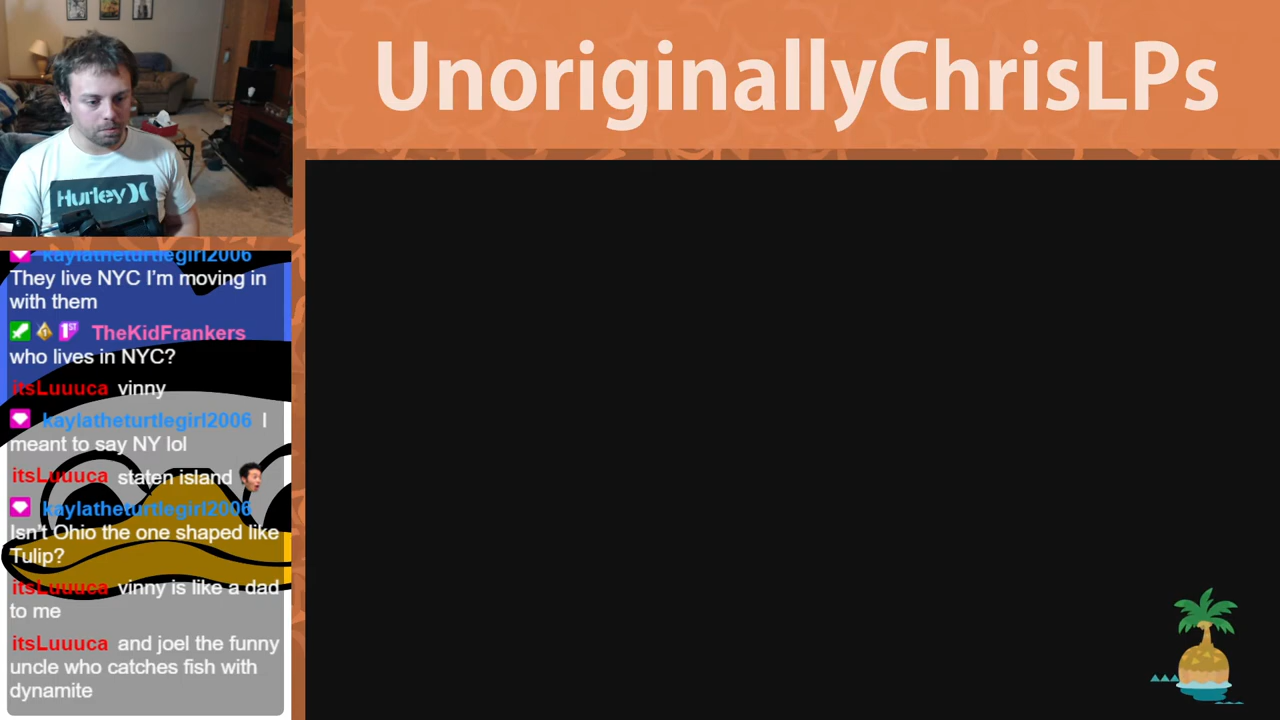 UnoriginallyChrisLPs
Hurley
kaylatheturtlegirl2006
They live NYC I'm moving in
with them
1ST TheKidFrankers
who lives in NYC?
itsLuuuca vinny
kaylatheturtlegirl2006 I
meant to say NY lol
itsLuuuca staten island
kaylatheturtlegirl2006
Isn't Ohio the one shaped like
Tulip?
itsLuuuca vinny is like a dad
to me
itsLuuuca and joel the funny
uncle who catches fish with
dynamite